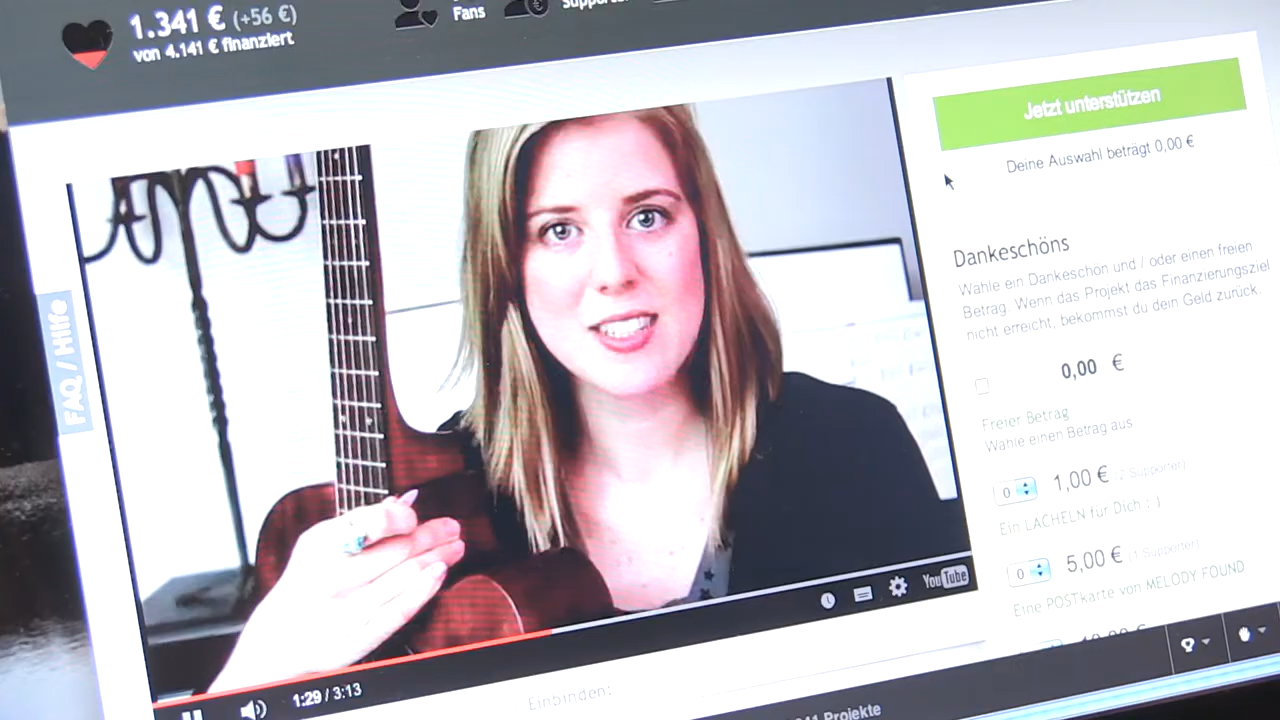 1.341 € (+56 €)
von 4.141 € finanziert
Fans
Jetzt unterstützen
Deine Auswahl beträgt 0,00 €
FAQ / Hilfe
Dankeschöns
Wähle ein Dankeschön und / oder einen freien
Betrag. Wenn das Projekt das Finanzierungsziel
nicht erreicht, bekommst du dein Geld zurück.
0,00 €
Freier Betrag
Wähle einen Betrag aus
0 1,00 € (2 Supporter)
Ein LÄCHELN für Dich : )
0 5,00 € (1 Supporter)
Eine POSTkarte von MELODY FOUND
YouTube
1:29 / 3:13
Einbinden:
Projekte